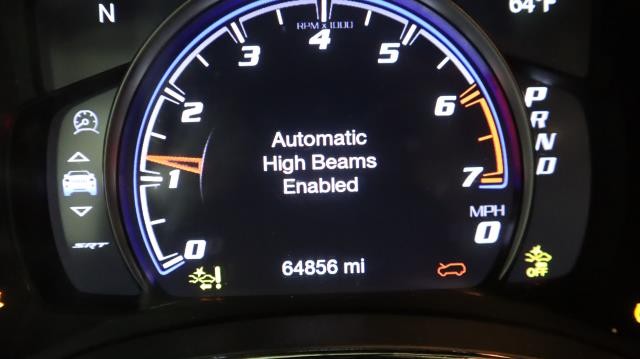 N
64°F
RPM x 1000
4
3
5
2
6
1
7
0
Automatic
High Beams
Enabled
P
R
N
D
MPH
0
SRT
64856 mi
OFF